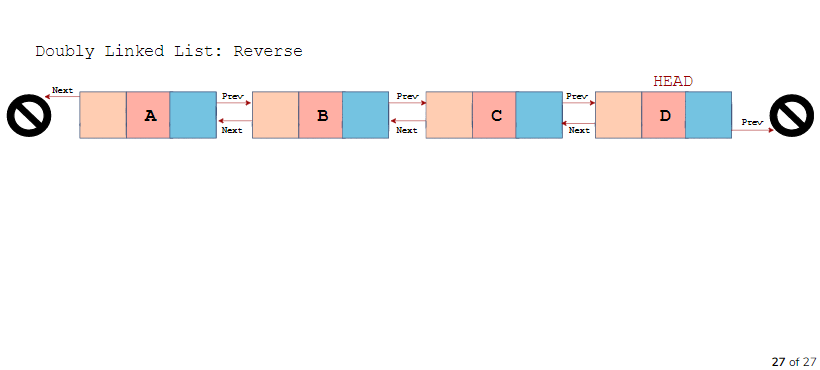 Doubly Linked List: Reverse
HEAD
Next
Prev
Prev
Prev
A
B
C
D
Prev
Next
Next
Next
27 of 27